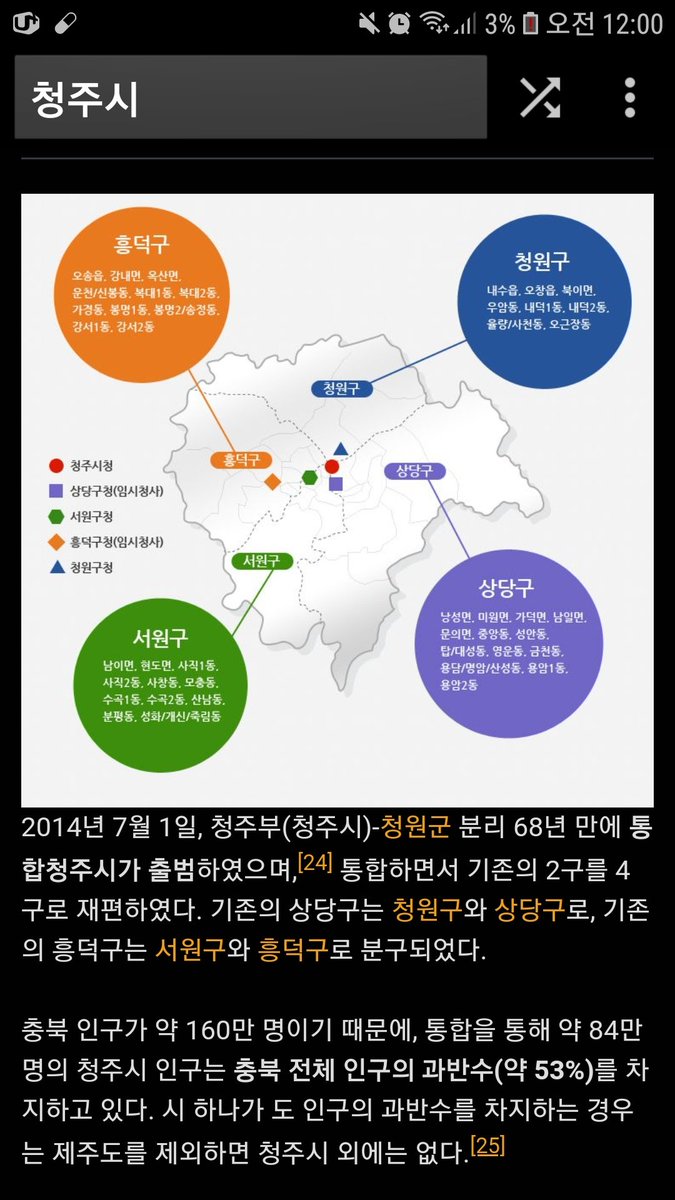 3% 오전 12:00
청주시
흥덕구
오송읍, 강내면, 옥산면,
운천/신봉동, 복대1동, 복대2동,
가경동, 봉명1동, 봉명2/송정동,
강서1동, 강서2동
청원구
내수읍, 오창읍, 북이면,
우암동, 내덕1동, 내덕2동,
율량/사천동, 오근장동
청원구
흥덕구
상당구
서원구
청주시청
상당구청(임시청사)
서원구청
흥덕구청(임시청사)
청원구청
서원구
남이면, 현도면, 사직1동,
사직2동, 사창동, 모충동,
수곡1동, 수곡2동, 산남동,
분평동, 성화/개신/죽림동
상당구
낭성면, 미원면, 가덕면, 남일면,
문의면, 중앙동, 성안동,
탑/대성동, 영운동, 금천동,
용담/명암/산성동, 용암1동,
용암2동
2014년 7월 1일, 청주부(청주시)-청원군 분리 68년 만에 통
합청주시가 출범하였으며,[24] 통합하면서 기존의 2구를 4
구로 재편하였다. 기존의 상당구는 청원구와 상당구로, 기존
의 흥덕구는 서원구와 흥덕구로 분구되었다.
충북 인구가 약 160만 명이기 때문에, 통합을 통해 약 84만
명의 청주시 인구는 충북 전체 인구의 과반수(약 53%)를 차
지하고 있다. 시 하나가 도 인구의 과반수를 차지하는 경우
는 제주도를 제외하면 청주시 외에는 없다.[25]